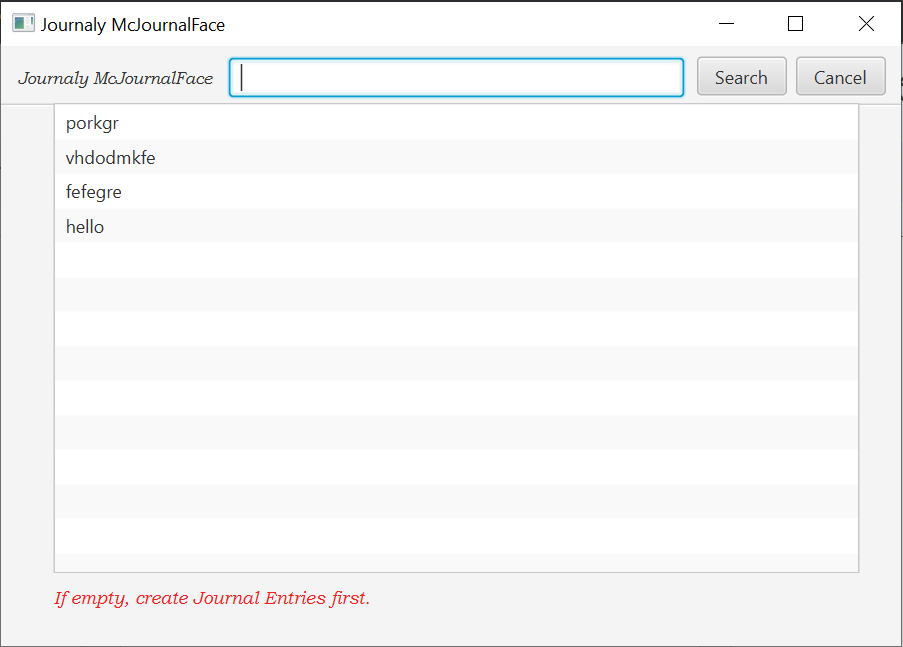 Journaly McJournalFace
Journaly McJournalFace Search Cancel
porkgr
vhdodmkfe
fefegre
hello
If empty, create Journal Entries first.